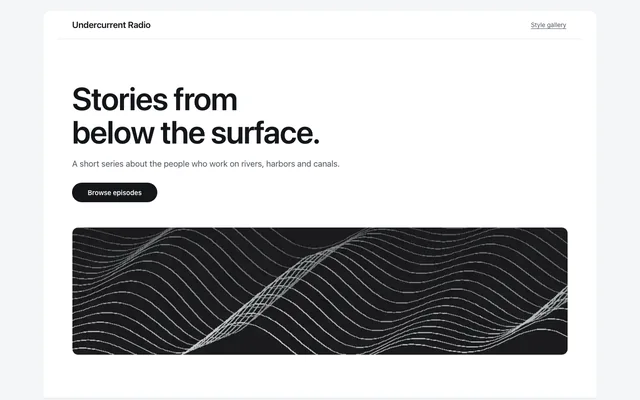 Undercurrent Radio
Style gallery
Stories from
below the surface.
A short series about the people who work on rivers, harbors and canals.
Browse episodes